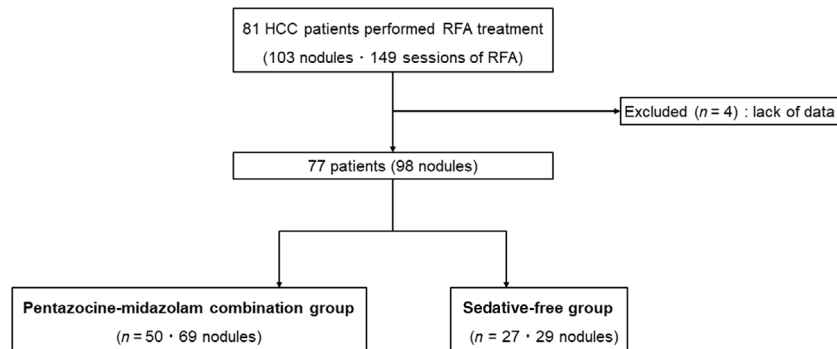 81 HCC patients performed RFA treatment
(103 nodules・149 sessions of RFA)
Excluded (n = 4) : lack of data
77 patients (98 nodules)
Pentazocine-midazolam combination group
(n = 50・69 nodules)
Sedative-free group
(n = 27・29 nodules)